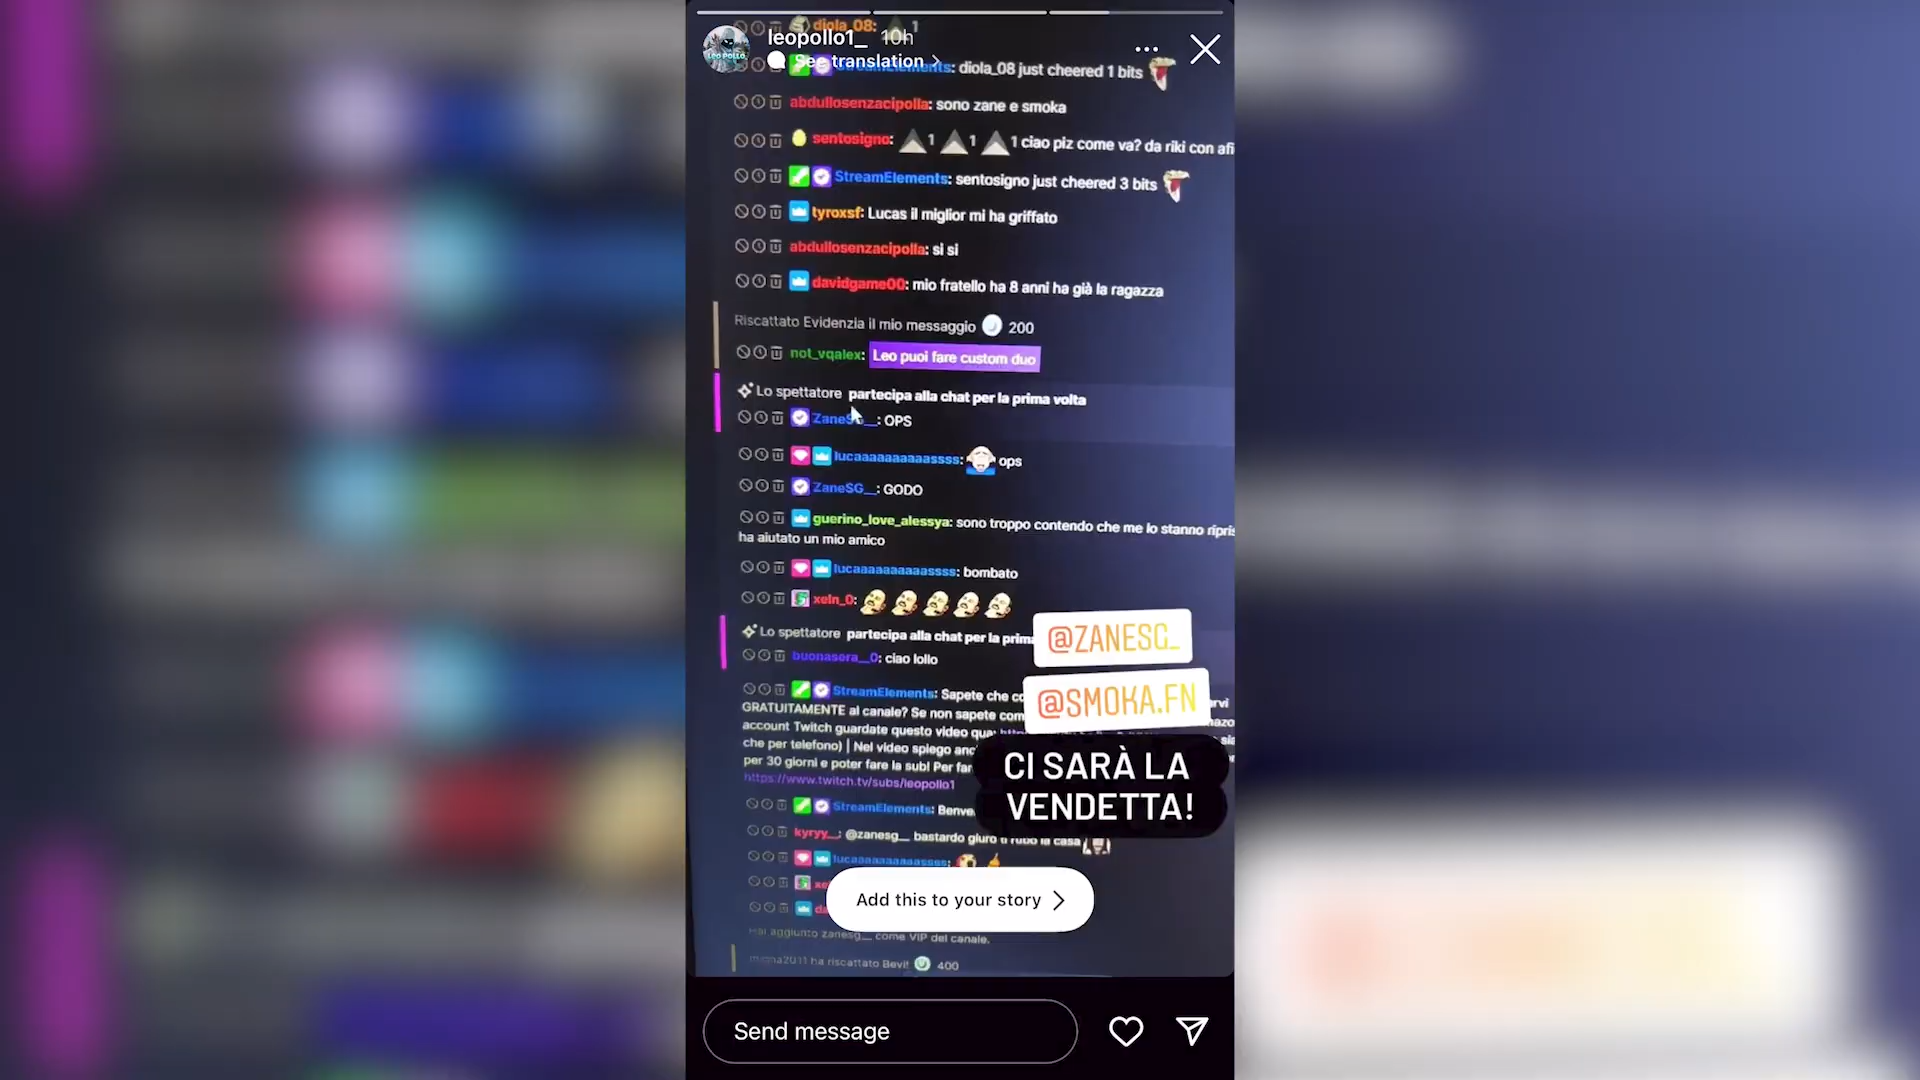 diola_08: 1
leopollo1_ 10h
See translation
StreamElements: diola_08 just cheered 1 bits
abdullosenzacipolla: sono zane e smoka
sentosigno: 1 1 1 ciao piz come va? da riki con afi
StreamElements: sentosigno just cheered 3 bits
tyroxsf: Lucas il miglior mi ha griffato
abdullosenzacipolla: si si
davidgame00: mio fratello ha 8 anni ha già la ragazza
Riscattato Evidenzia il mio messaggio 200
not_vqalex: Leo puoi fare custom duo
Lo spettatore partecipa alla chat per la prima volta
ZaneSG__: OPS
lucaaaaaaaaaassss: ops
ZaneSG__: GODO
guerino_love_alessya: sono troppo contendo che me lo stanno ripris
ha aiutato un mio amico
lucaaaaaaaaaassss: bombato
xeln_0:
Lo spettatore partecipa alla chat per la prima
@ZANESG_
buonasera__0: ciao lollo
StreamElements: Sapete che co
@SMOKA.FN
GRATUITAMENTE al canale? Se non sapete com
account Twitch guardate questo video qua:
che per telefono) | Nel video spiego anc
per 30 giorni e poter fare la sub! Per far
https://www.twitch.tv/subs/leopollo1
CI SARÀ LA
VENDETTA!
StreamElements: Benve
kyryy__: @zanesg__ bastardo giuro ti rubo la casa
lucaaaaaaaaaassss:
Add this to your story
Hai aggiunto zanesg__ come VIP del canale.
ha riscattato Bevi! 400
Send message